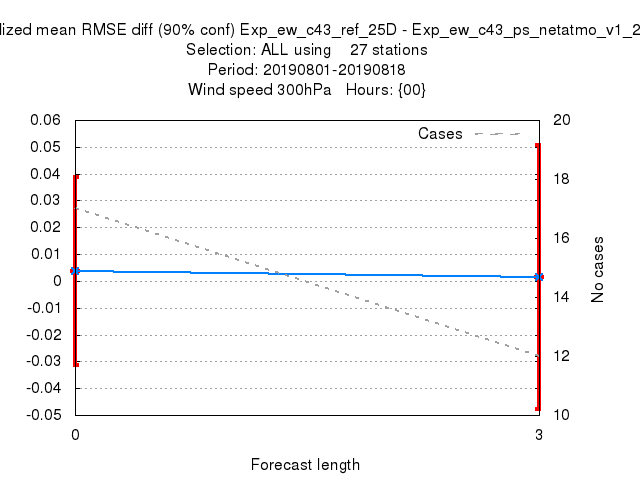 lized mean RMSE diff (90% conf) Exp_ew_c43_ref_25D - Exp_ew_c43_ps_netatmo_v1_2
Selection: ALL using 27 stations
Period: 20190801-20190818
Wind speed 300hPa Hours: {00}
Cases
0.06
0.05
0.04
0.03
0.02
0.01
0
-0.01
-0.02
-0.03
-0.04
-0.05
20
18
16
14
12
10
No cases
0 3
Forecast length